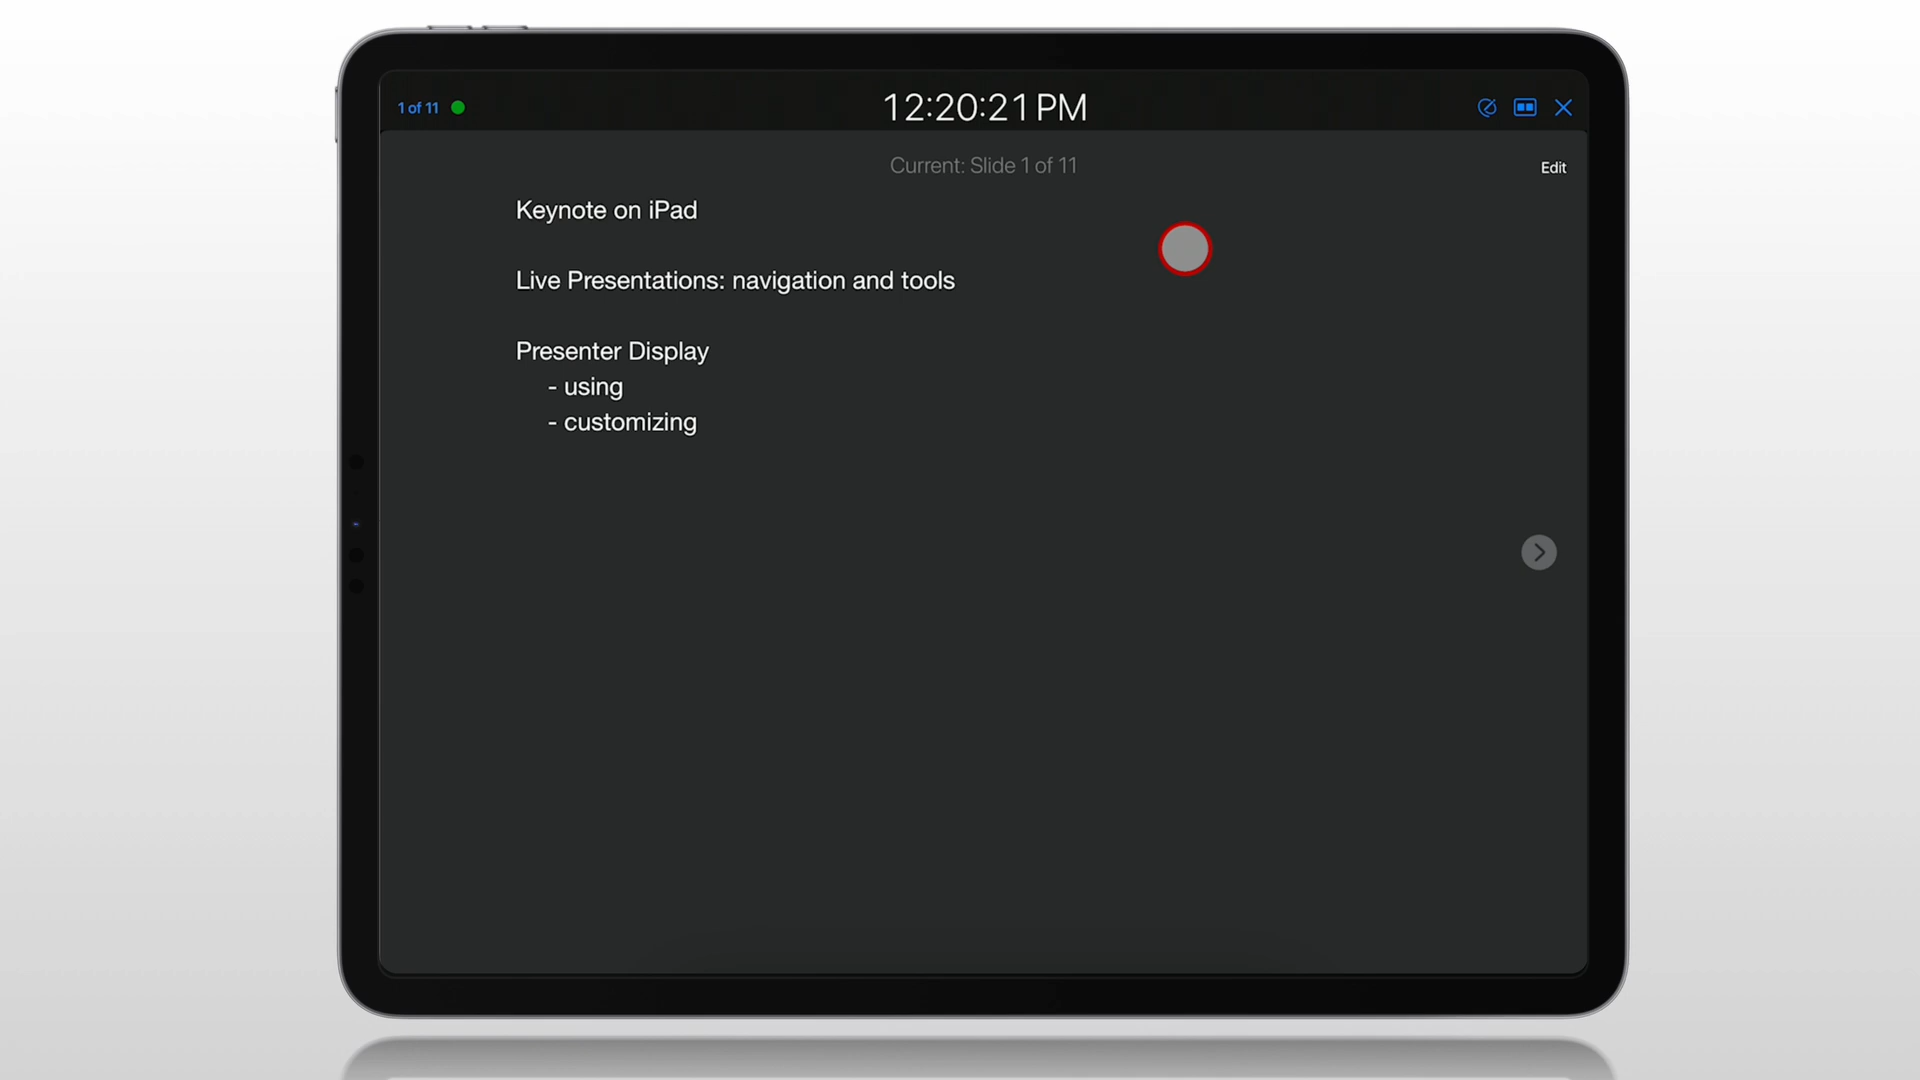 1 of 11
12:20:21 PM
Current: Slide 1 of 11
Edit
Keynote on iPad
Live Presentations: navigation and tools
Presenter Display
- using
- customizing